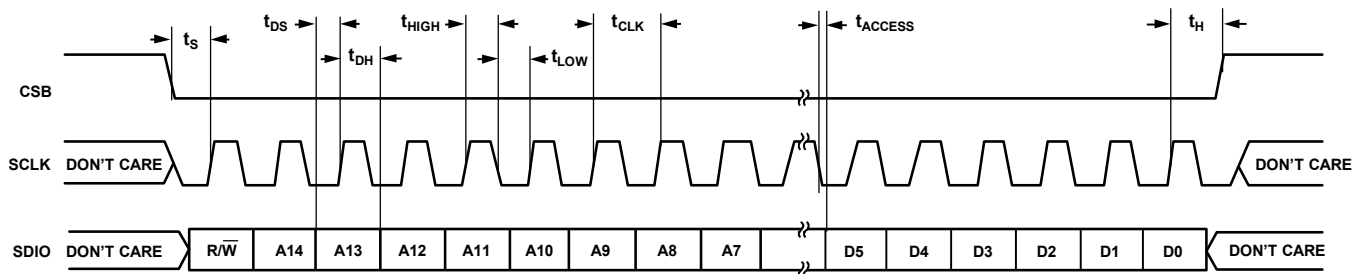 tDS tHIGH tCLK tACCESS tH
tS
tDH tLOW
CSB
SCLK DON'T CARE DON'T CARE
SDIO DON'T CARE R/W̅ A14 A13 A12 A11 A10 A9 A8 A7 D5 D4 D3 D2 D1 D0 DON'T CARE